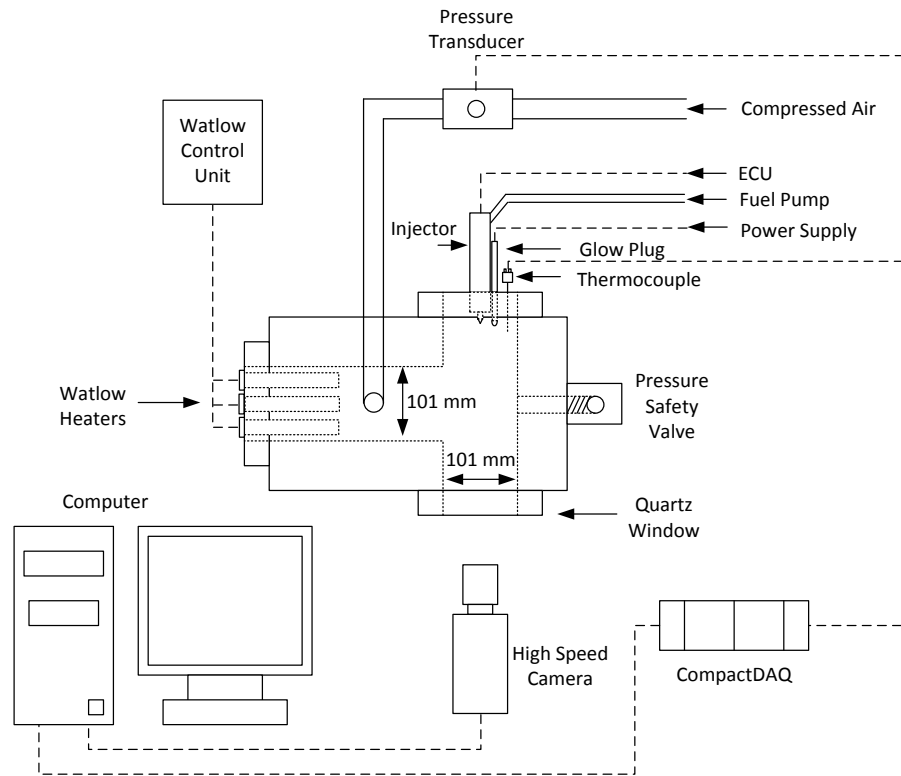 Pressure
Transducer
Compressed Air
Watlow
Control
Unit
ECU
Fuel Pump
Injector
Power Supply
Glow Plug
Thermocouple
Watlow
Heaters
101 mm
Pressure
Safety
Valve
101 mm
Computer
Quartz
Window
High Speed
Camera
CompactDAQ